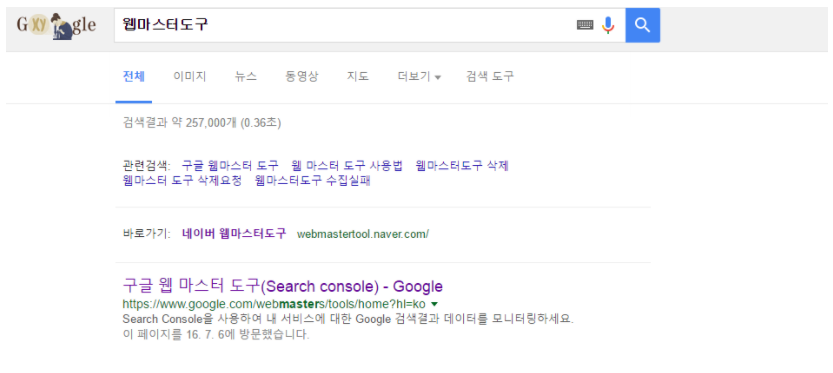 G XY gle 웹마스터도구
전체 이미지 뉴스 동영상 지도 더보기 검색 도구
검색결과 약 257,000개 (0.36초)
관련검색: 구글 웹마스터 도구 웹 마스터 도구 사용법 웹마스터도구 삭제
웹마스터 도구 삭제요청 웹마스터도구 수집실패
바로가기: 네이버 웹마스터도구 webmastertool.naver.com/
구글 웹 마스터 도구(Search console) - Google
https://www.google.com/webmasters/tools/home?hl=ko
Search Console을 사용하여 내 서비스에 대한 Google 검색결과 데이터를 모니터링하세요.
이 페이지를 16. 7. 6에 방문했습니다.